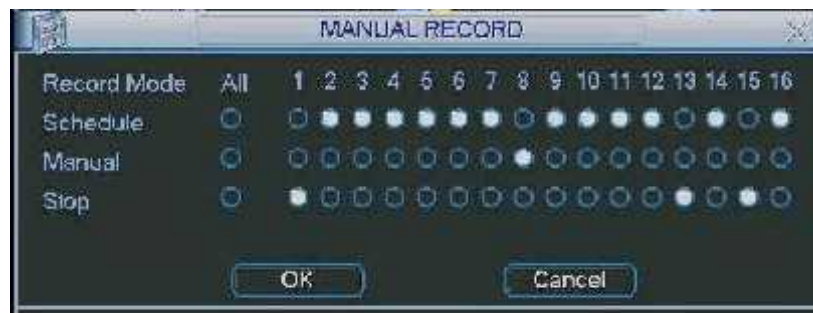 MANUAL RECORD
Record Mode All 1 2 3 4 5 6 7 8 9 10 11 12 13 14 15 16
Schedule
Manual
Stop
OK Cancel